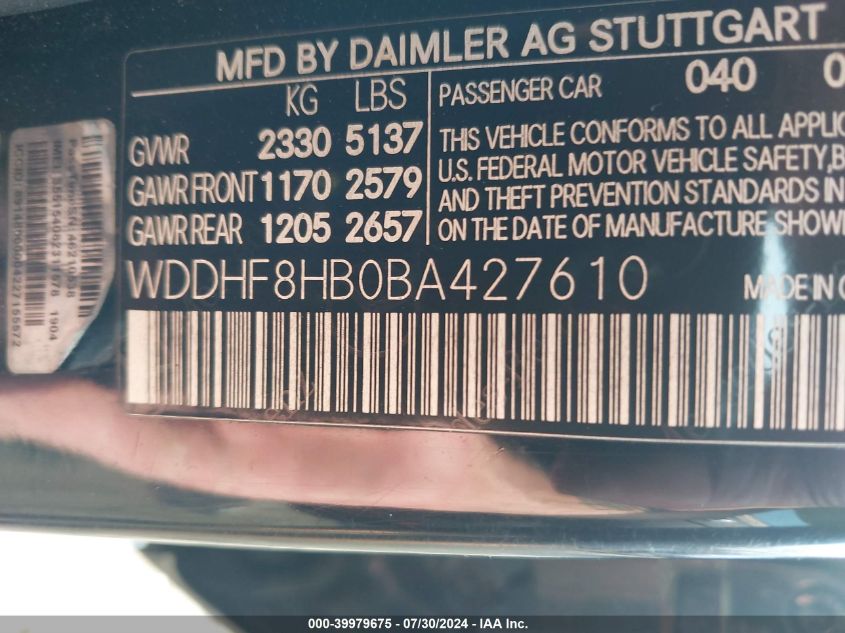 MFD BY DAIMLER AG STUTTGART
KG LBS
GVWR 2330 5137
GAWR FRONT 1170 2579
GAWR REAR 1205 2657
PASSENGER CAR 040 0
THIS VEHICLE CONFORMS TO ALL APPLIC
U.S. FEDERAL MOTOR VEHICLE SAFETY, B
AND THEFT PREVENTION STANDARDS IN
ON THE DATE OF MANUFACTURE SHOW
WDDHF8HB0BA427610
MADE IN
000-39979675 / 07/30/2024 - IAA Inc.